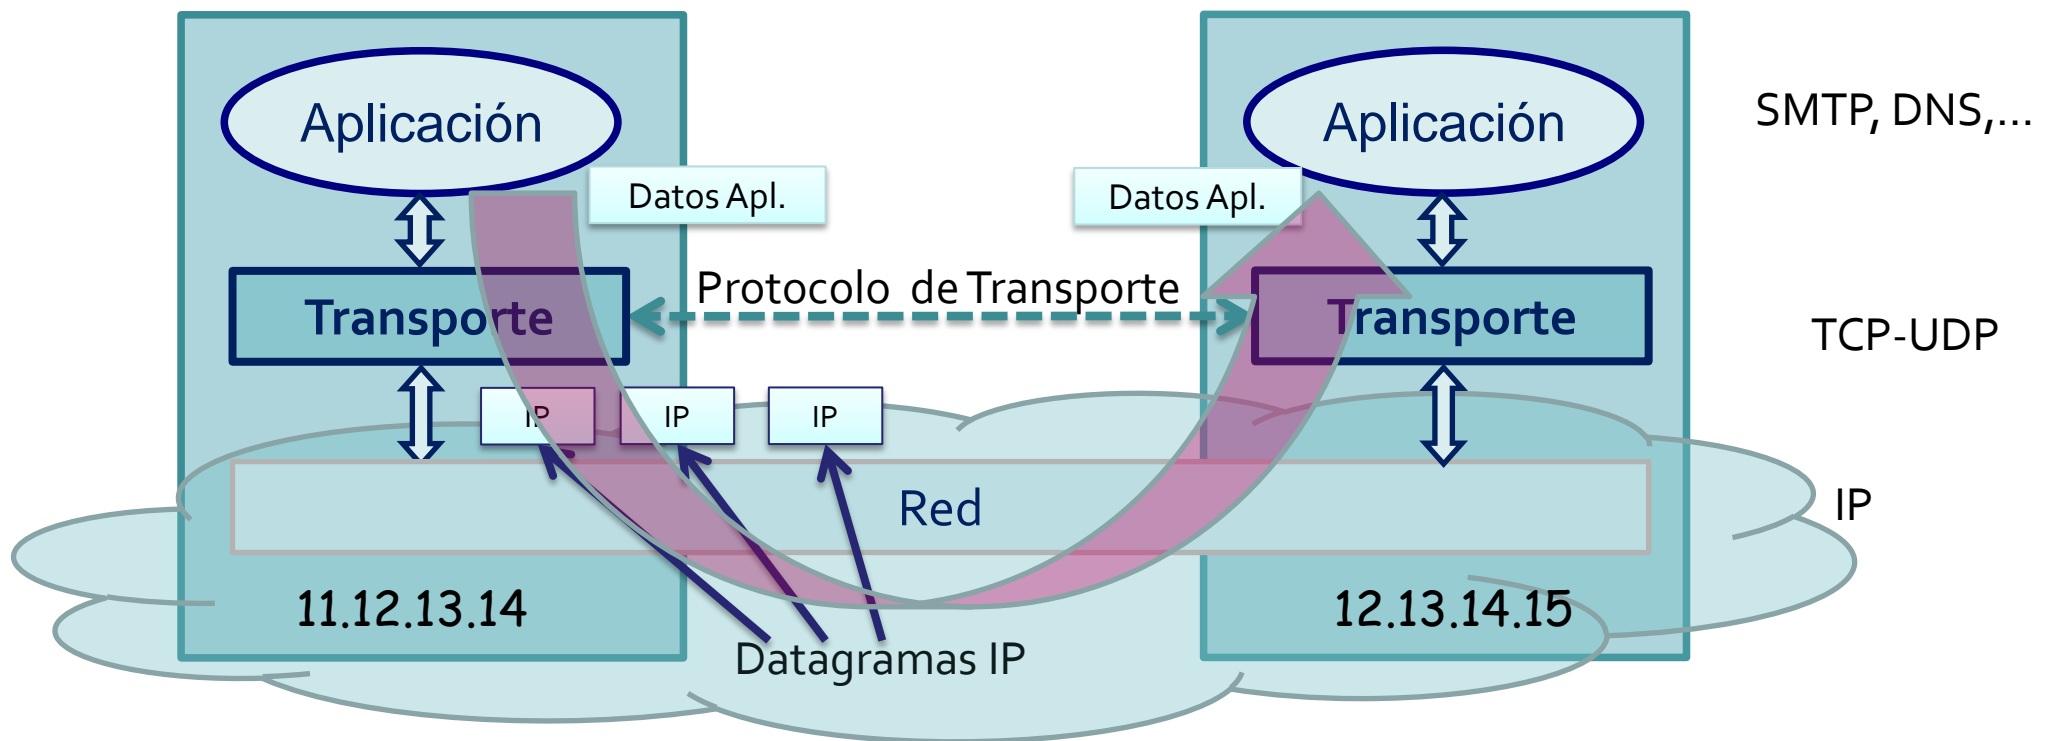 Aplicación
Aplicación
SMTP, DNS,...
Datos Apl.
Datos Apl.
Protocolo de Transporte
Transporte
Transporte
TCP-UDP
IP
IP
IP
Red
IP
11.12.13.14
12.13.14.15
Datagramas IP